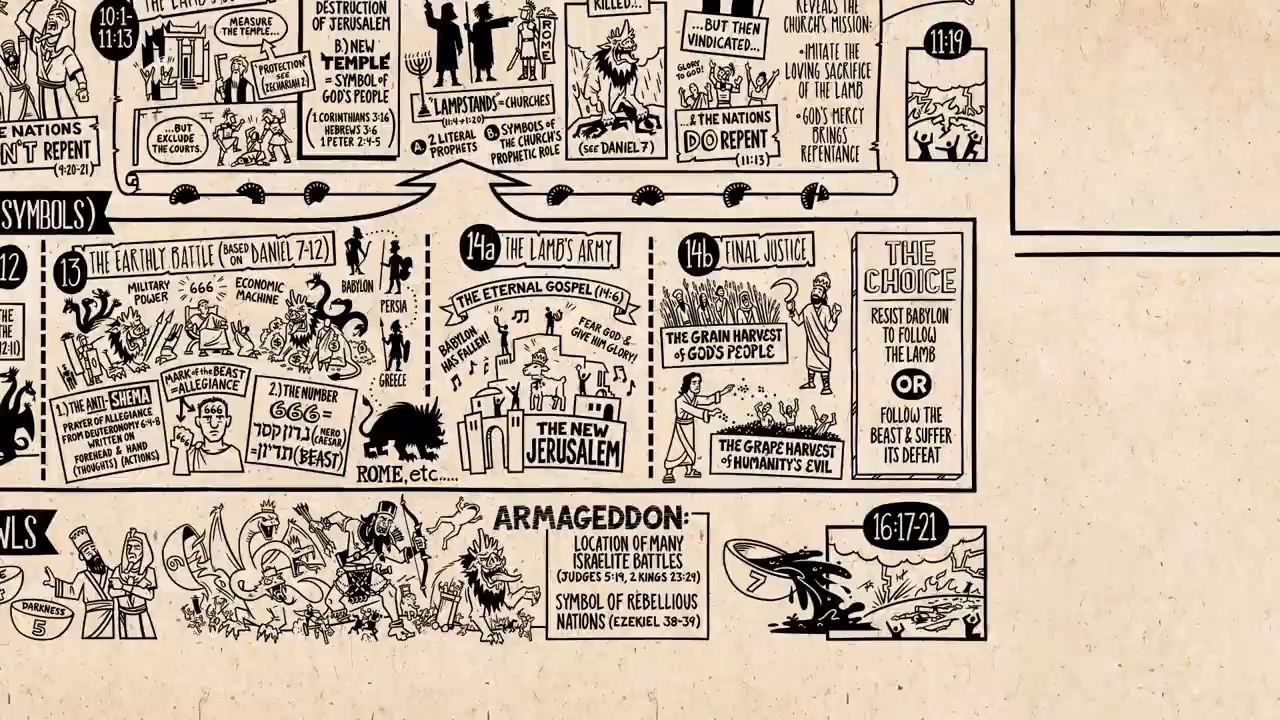 10:1-
11:13
MEASURE
THE TEMPLE...
"PROTECTION"
SEE
ZECHARIAH 2
...BUT
EXCLUDE
THE COURTS.
DESTRUCTION
OF JERUSALEM
B.) NEW
"TEMPLE"
= SYMBOL of
GOD'S PEOPLE
1 CORINTHIANS 3:16
HEBREWS 3:6
1 PETER 2:4-5
ROME
"LAMPSTANDS" = CHURCHES
(11:4→1:20)
A. 2 LITERAL
PROPHETS
B. SYMBOLS of
THE CHURCH'S
PROPHETIC ROLE
KILLED...
(SEE DANIEL 7)
...BUT THEN
VINDICATED...
GLORY
TO GOD!
...& THE NATIONS
DO REPENT
(11:13)
REVEALS THE
CHURCH'S MISSION:
•IMITATE THE
LOVING SACRIFICE
OF THE LAMB
•GOD'S MERCY
BRINGS
REPENTANCE
11:19
E NATIONS
N'T REPENT
(9:20-21)
SYMBOLS)
12
THE
THE
12:11)
13 THE EARTHLY BATTLE (BASED ON DANIEL 7-12)
MILITARY
POWER
666
ECONOMIC
MACHINE
BABYLON
PERSIA
GREECE
ROME, etc.....
1.) THE ANTI-SHEMA
PRAYER OF ALLEGIANCE
FROM DEUTERONOMY 6:4-8
WRITTEN
ON
FOREHEAD & HAND
(THOUGHTS) (ACTIONS)
MARK of the BEAST
=ALLEGIANCE
666
666
2.) THE NUMBER
666=
נרון קסר (NERO CAESAR)
=תריון (BEAST)
14a THE LAMB'S ARMY
THE ETERNAL GOSPEL (14:6)
BABYLON
HAS FALLEN!
FEAR GOD &
GIVE HIM GLORY!
THE NEW
JERUSALEM
14b FINAL JUSTICE
THE GRAIN HARVEST
of GOD'S PEOPLE
THE GRAPE HARVEST
of HUMANITY'S EVIL
THE
CHOICE
RESIST BABYLON
TO FOLLOW
THE LAMB
OR
FOLLOW THE
BEAST & SUFFER
ITS DEFEAT
WLS
DARKNESS
5
ARMAGEDDON:
LOCATION OF MANY
ISRAELITE BATTLES
(JUDGES 5:19, 2 KINGS 23:29)
SYMBOL OF REBELLIOUS
NATIONS (EZEKIEL 38-39)
7
16:17-21